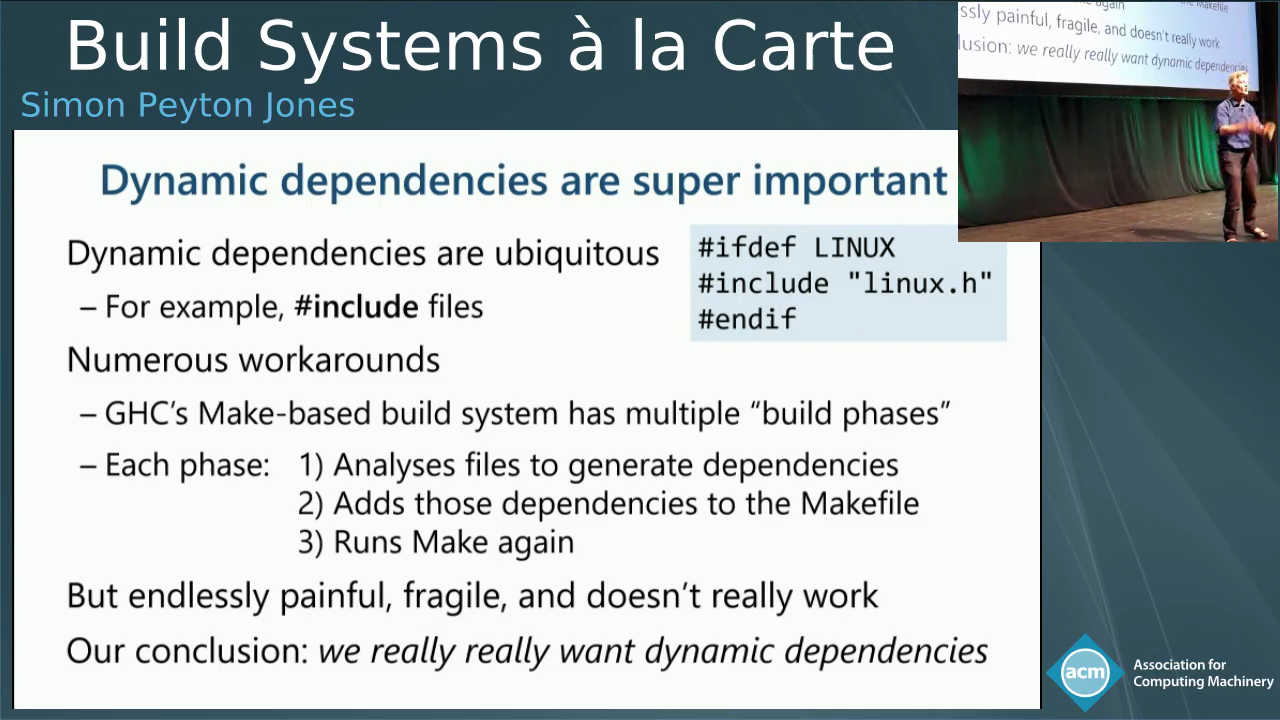 Build Systems à la Carte
Simon Peyton Jones
Dynamic dependencies are super important
Dynamic dependencies are ubiquitous
– For example, #include files
#ifdef LINUX
#include "linux.h"
#endif
Numerous workarounds
– GHC’s Make-based build system has multiple “build phases”
– Each phase: 1) Analyses files to generate dependencies
2) Adds those dependencies to the Makefile
3) Runs Make again
But endlessly painful, fragile, and doesn’t really work
Our conclusion: we really really want dynamic dependencies
again the Makefile
ssly painful, fragile, and doesn't really work
lusion: we really really want dynamic dependencies
acm
Association for
Computing Machinery